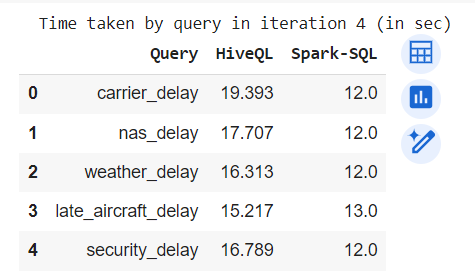 Time taken by query in iteration 4 (in sec)
Query HiveQL Spark-SQL
0 carrier_delay 19.393 12.0
1 nas_delay 17.707 12.0
2 weather_delay 16.313 12.0
3 late_aircraft_delay 15.217 13.0
4 security_delay 16.789 12.0